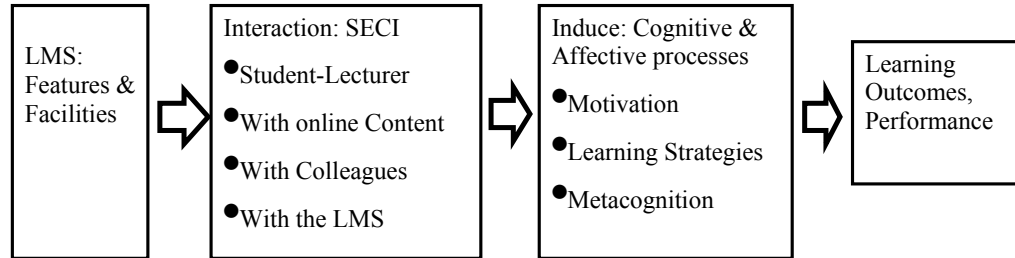 LMS:
Features &
Facilities
Interaction: SECI
●Student-Lecturer
●With online Content
●With Colleagues
●With the LMS
Induce: Cognitive &
Affective processes
●Motivation
●Learning Strategies
●Metacognition
Learning
Outcomes,
Performance